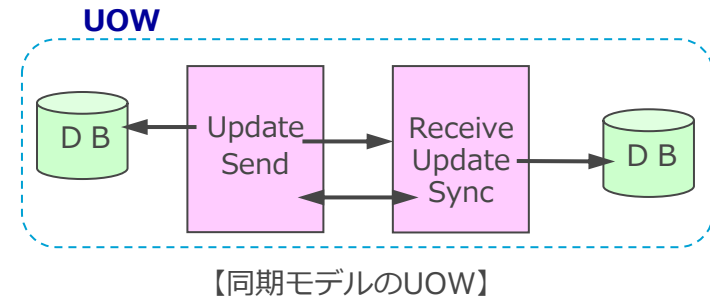 UOW
D B
Update
Send
Receive
Update
Sync
D B
【同期モデルのUOW】